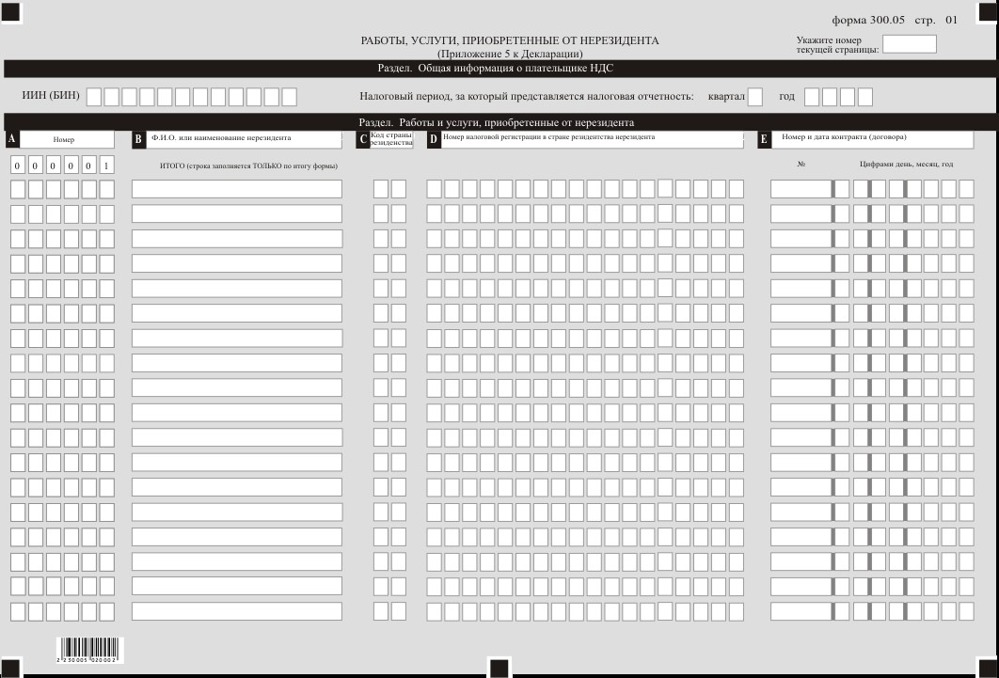 форма 300.05 стр. 01
РАБОТЫ, УСЛУГИ, ПРИОБРЕТЕННЫЕ ОТ НЕРЕЗИДЕНТА
(Приложение 5 к Декларации)
Укажите номер
текущей страницы:
Раздел. Общая информация о плательщике НДС
ИИН (БИН)
Налоговый период, за который представляется налоговая отчетность: квартал год
Раздел. Работы и услуги, приобретенные от нерезидента
A Номер
B Ф.И.О. или наименование нерезидента
C Код страны
резиденства
D Номер налоговой регистрации в стране резидентства нерезидента
E Номер и дата контракта (договора)
0 0 0 0 0 1
ИТОГО (строка заполняется ТОЛЬКО по итогу формы)
№
Цифрами день, месяц, год
2 230005 020002